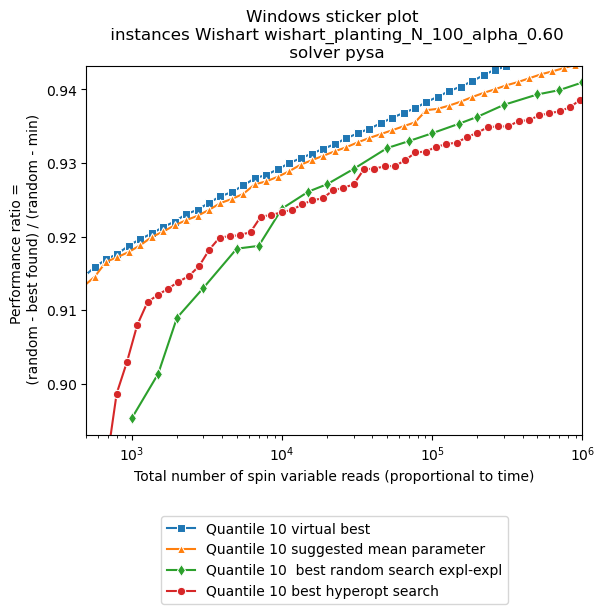 Windows sticker plot
instances Wishart wishart_planting_N_100_alpha_0.60
solver pysa
Performance ratio =
(random - best found) / (random - min)
0.94
0.93
0.92
0.91
0.90
10³
10⁴
10⁵
10⁶
Total number of spin variable reads (proportional to time)
Quantile 10 virtual best
Quantile 10 suggested mean parameter
Quantile 10  best random search expl-expl
Quantile 10 best hyperopt search